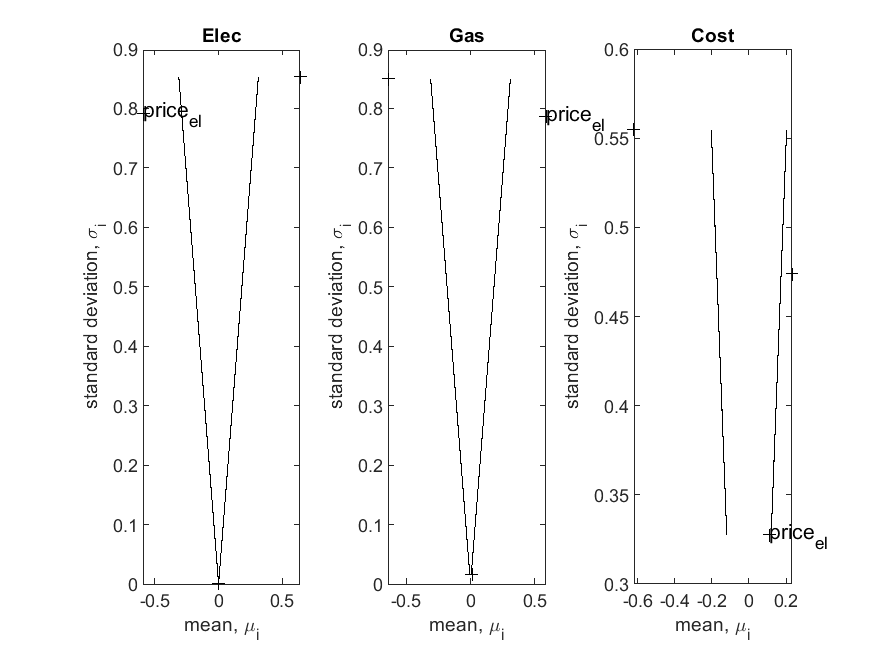 Elec
0.9
0.8
0.7
0.6
0.5
0.4
0.3
0.2
0.1
0
-0.5 0 0.5
mean, μi
standard deviation, σi
priceel
Gas
0.9
0.8
0.7
0.6
0.5
0.4
0.3
0.2
0.1
0
-0.5 0 0.5
mean, μi
standard deviation, σi
priceel
Cost
0.6
0.55
0.5
0.45
0.4
0.35
0.3
-0.6 -0.4 -0.2 0 0.2
mean, μi
standard deviation, σi
priceel